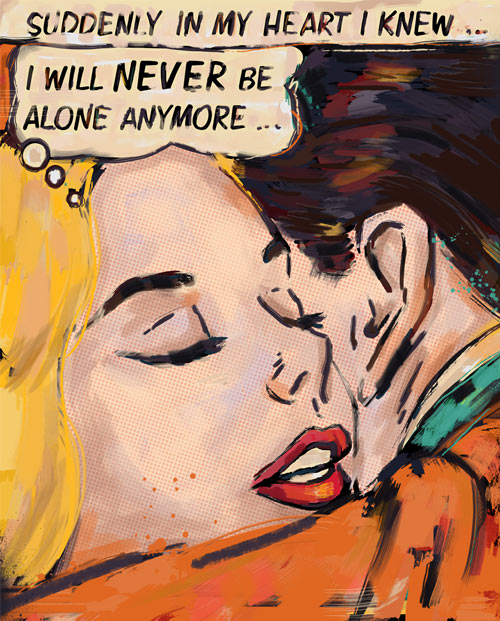 SUDDENLY IN MY HEART I KNEW ...
I WILL NEVER BE
ALONE ANYMORE ...